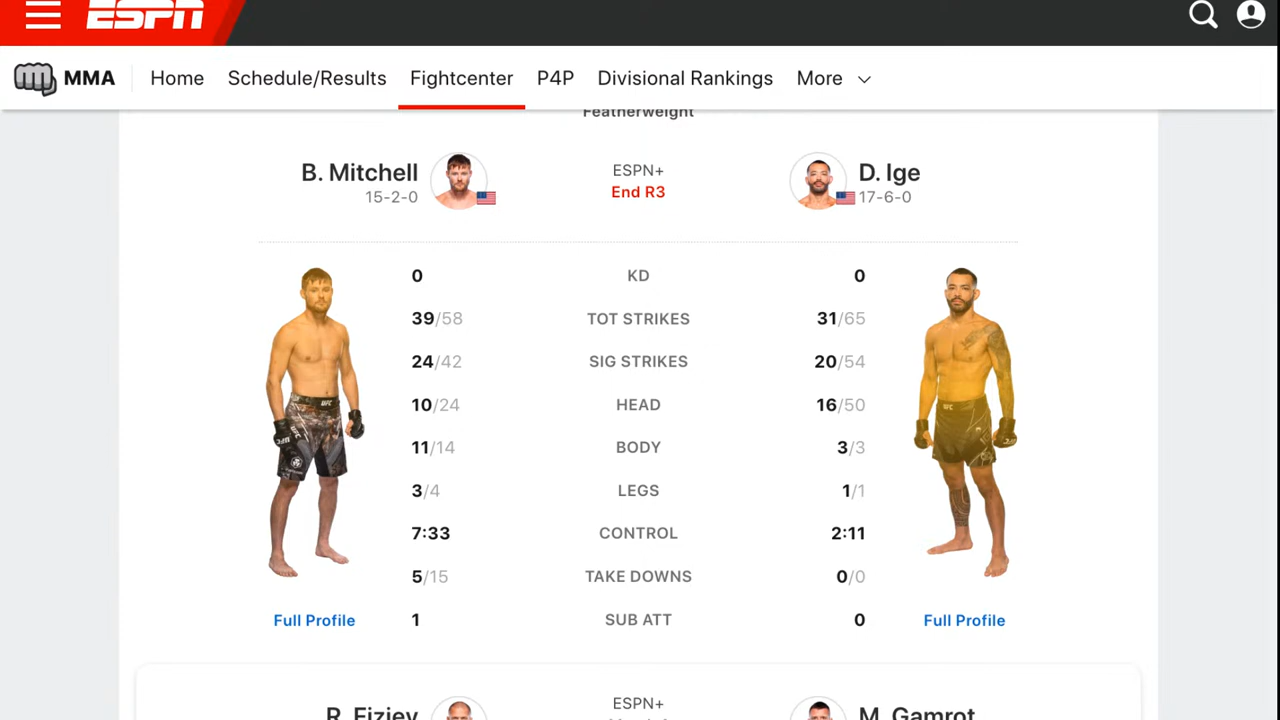 ESPN
MMA Home Schedule/Results Fightcenter P4P Divisional Rankings More
Featherweight
B. Mitchell ESPN+ D. Ige
15-2-0 End R3 17-6-0
0 KD 0
39/58 TOT STRIKES 31/65
24/42 SIG STRIKES 20/54
10/24 HEAD 16/50
11/14 BODY 3/3
3/4 LEGS 1/1
7:33 CONTROL 2:11
5/15 TAKE DOWNS 0/0
Full Profile 1 SUB ATT 0 Full Profile
R. Fiziev ESPN+ M. Gamrot